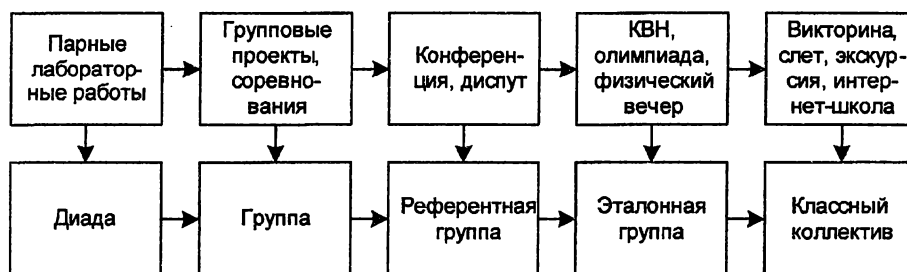 Парные
лаборатор-
ные работы
Групповые
проекты,
соревно-
вания
Конферен-
ция, диспут
КВН,
олимпиада,
физический
вечер
Викторина,
слет, экскур-
сия, интер-
нет-школа
Диада
Группа
Референтная
группа
Эталонная
группа
Классный
коллектив